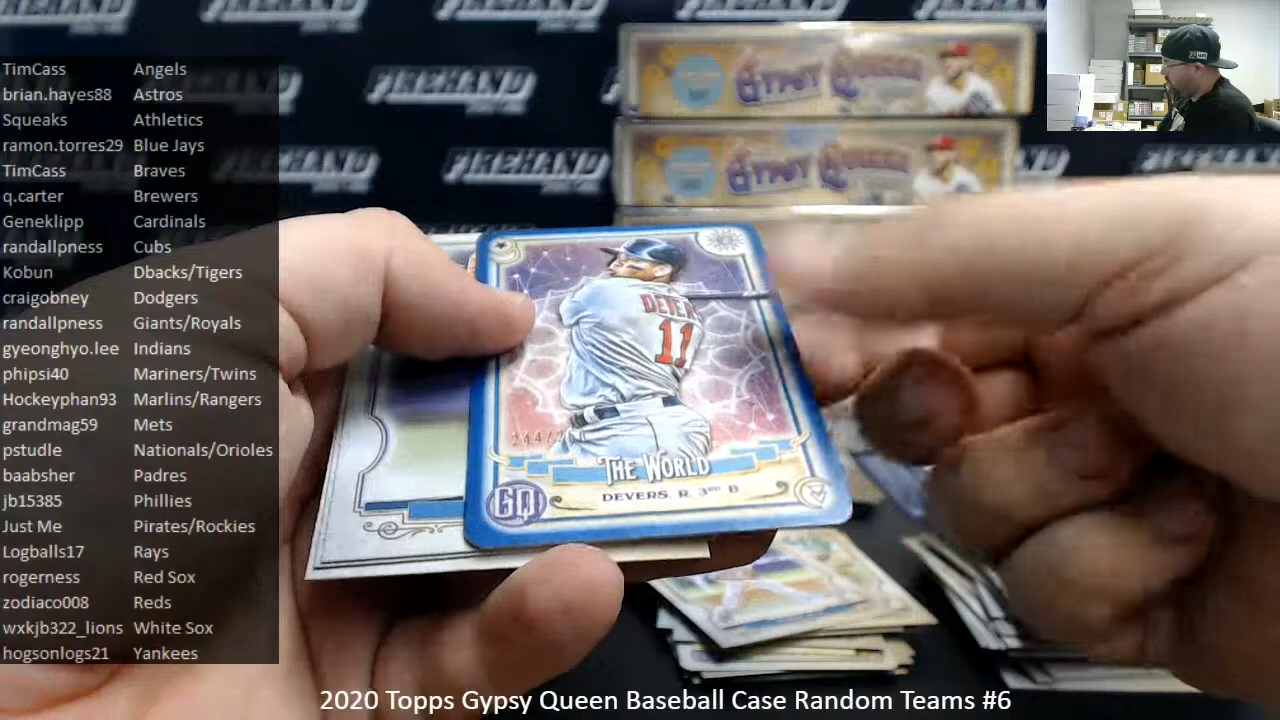 TimCass Angels
brian.hayes88 Astros
Squeaks Athletics
ramon.torres29 Blue Jays
TimCass Braves
q.carter Brewers
Geneklipp Cardinals
randallpness Cubs
Kobun Dbacks/Tigers
craigobney Dodgers
randallpness Giants/Royals
gyeonghyo.lee Indians
phipsi40 Mariners/Twins
Hockeyphan93 Marlins/Rangers
grandmag59 Mets
pstudle Nationals/Orioles
baabsher Padres
jb15385 Phillies
Just Me Pirates/Rockies
Logballs17 Rays
rogerness Red Sox
zodiaco008 Reds
wxkjb322_lions White Sox
hogsonlogs21 Yankees
FIREHAND
FIREHAND
FIREHAND
GYPSY QUEEN
GYPSY QUEEN
11
THE WORLD
DEVERS. R. 3RD B
GQ
2020 Topps Gypsy Queen Baseball Case Random Teams #6